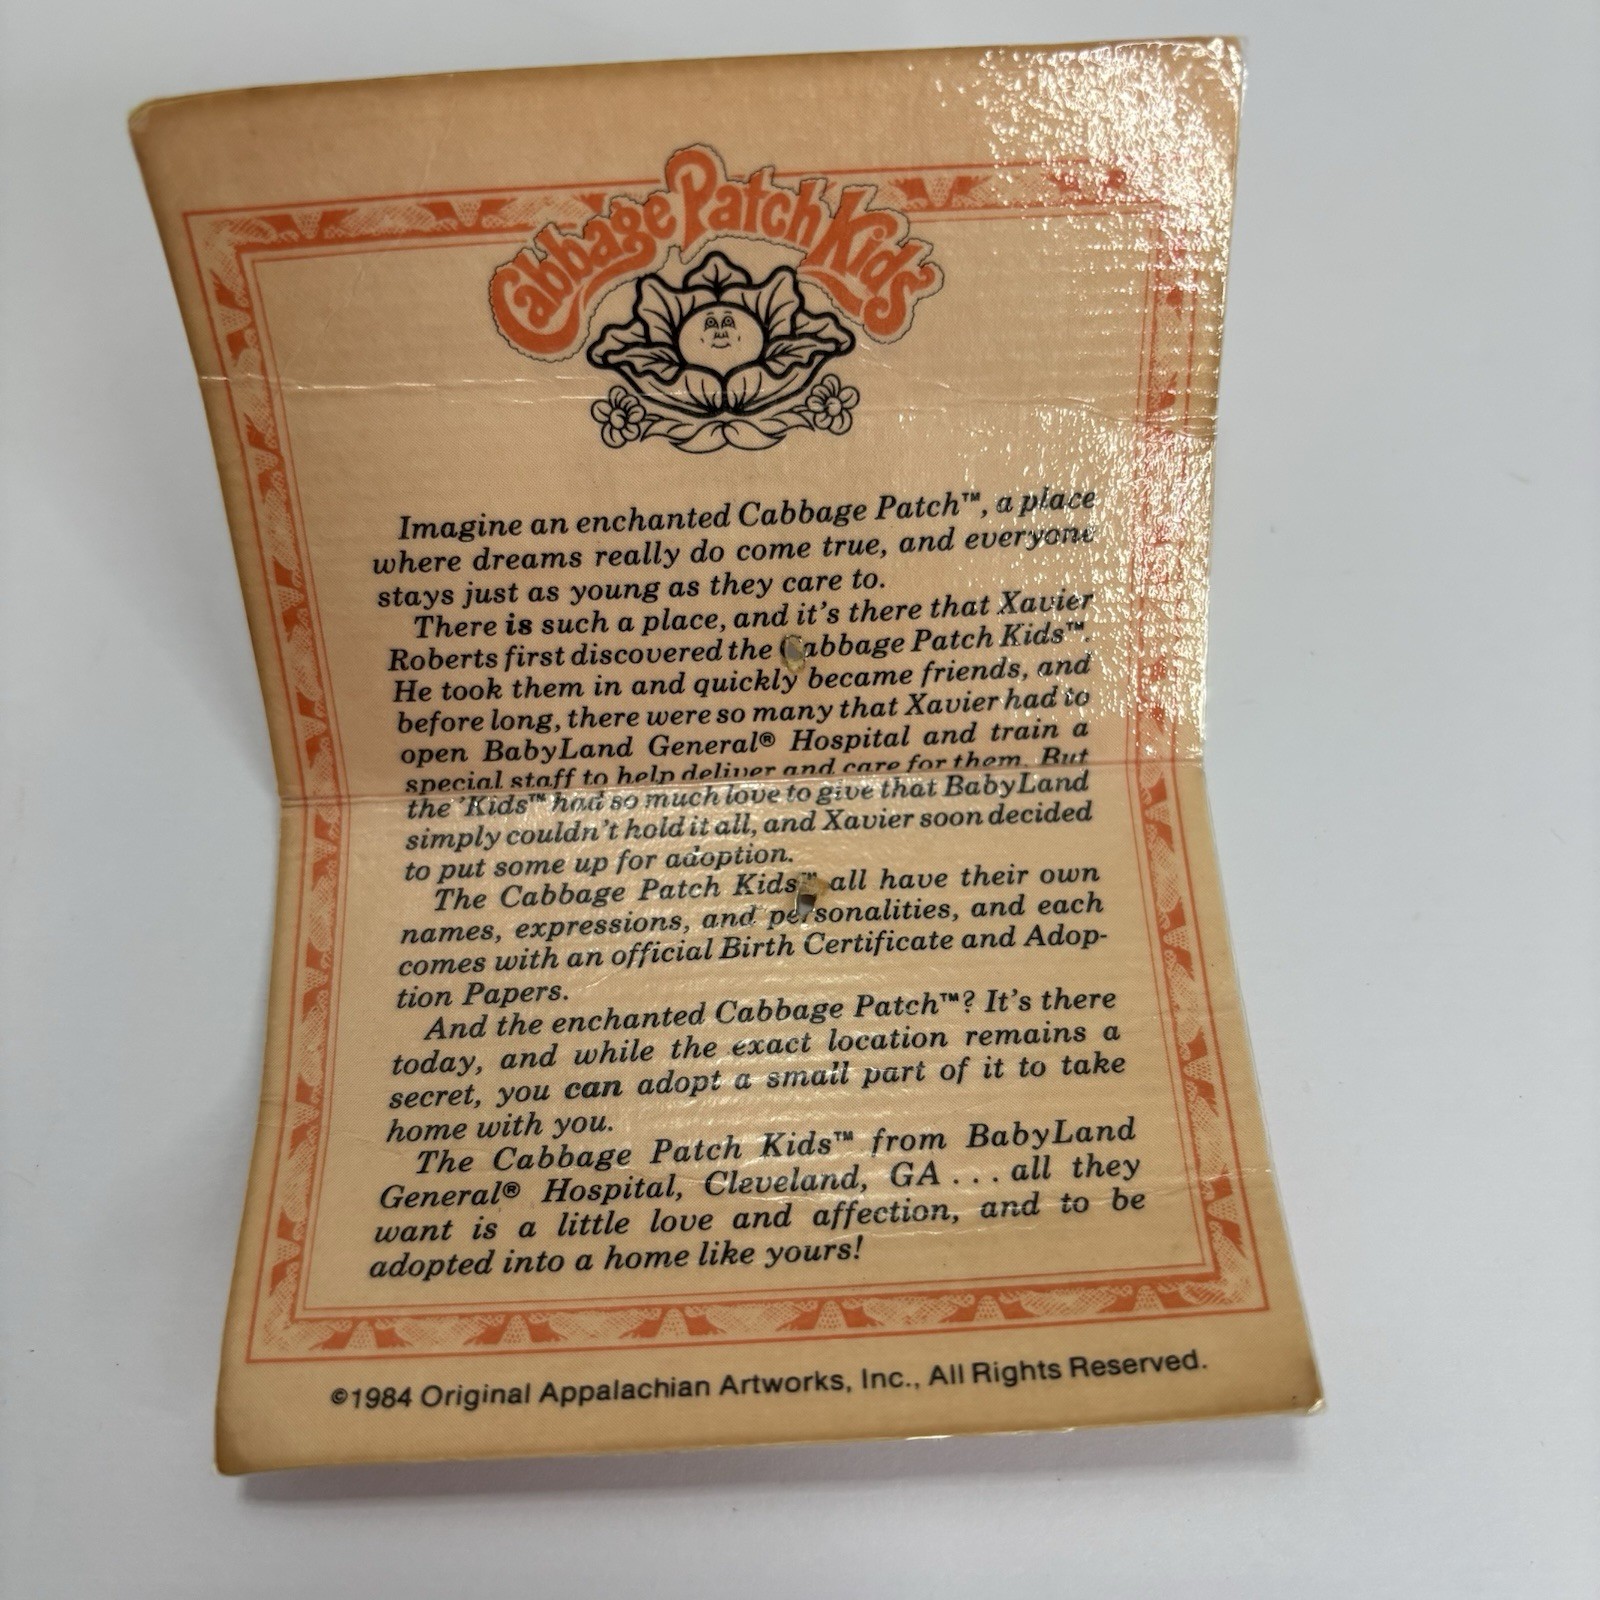 Cabbage Patch Kids
Imagine an enchanted Cabbage Patch™, a place
where dreams really do come true, and everyone
stays just as young as they care to.
There is such a place, and it's there that Xavier
Roberts first discovered the Cabbage Patch Kids™.
He took them in and quickly became friends, and
before long, there were so many that Xavier had to
open BabyLand General® Hospital and train a
special staff to help deliver and care for them. But
the 'Kids™ had so much love to give that BabyLand
simply couldn't hold it all, and Xavier soon decided
to put some up for adoption.
The Cabbage Patch Kids™ all have their own
names, expressions, and personalities, and each
comes with an official Birth Certificate and Adop-
tion Papers.
And the enchanted Cabbage Patch™? It's there
today, and while the exact location remains a
secret, you can adopt a small part of it to take
home with you.
The Cabbage Patch Kids™ from BabyLand
General® Hospital, Cleveland, GA . . . all they
want is a little love and affection, and to be
adopted into a home like yours!
©1984 Original Appalachian Artworks, Inc., All Rights Reserved.